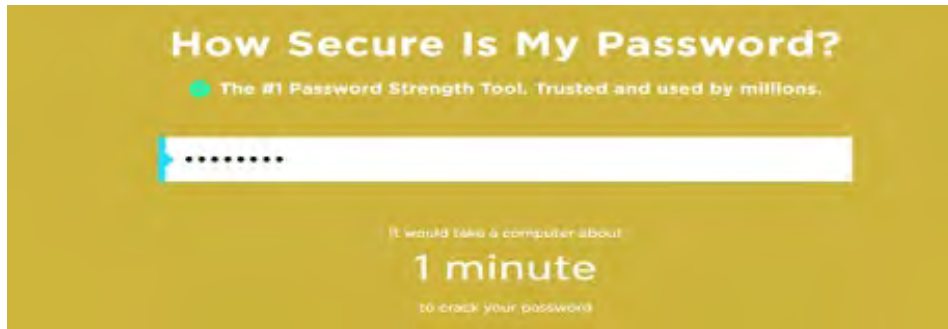 How Secure Is My Password?
The #1 Password Strength Tool. Trusted and used by millions.
••••••••
It would take a computer about
1 minute
to crack your password